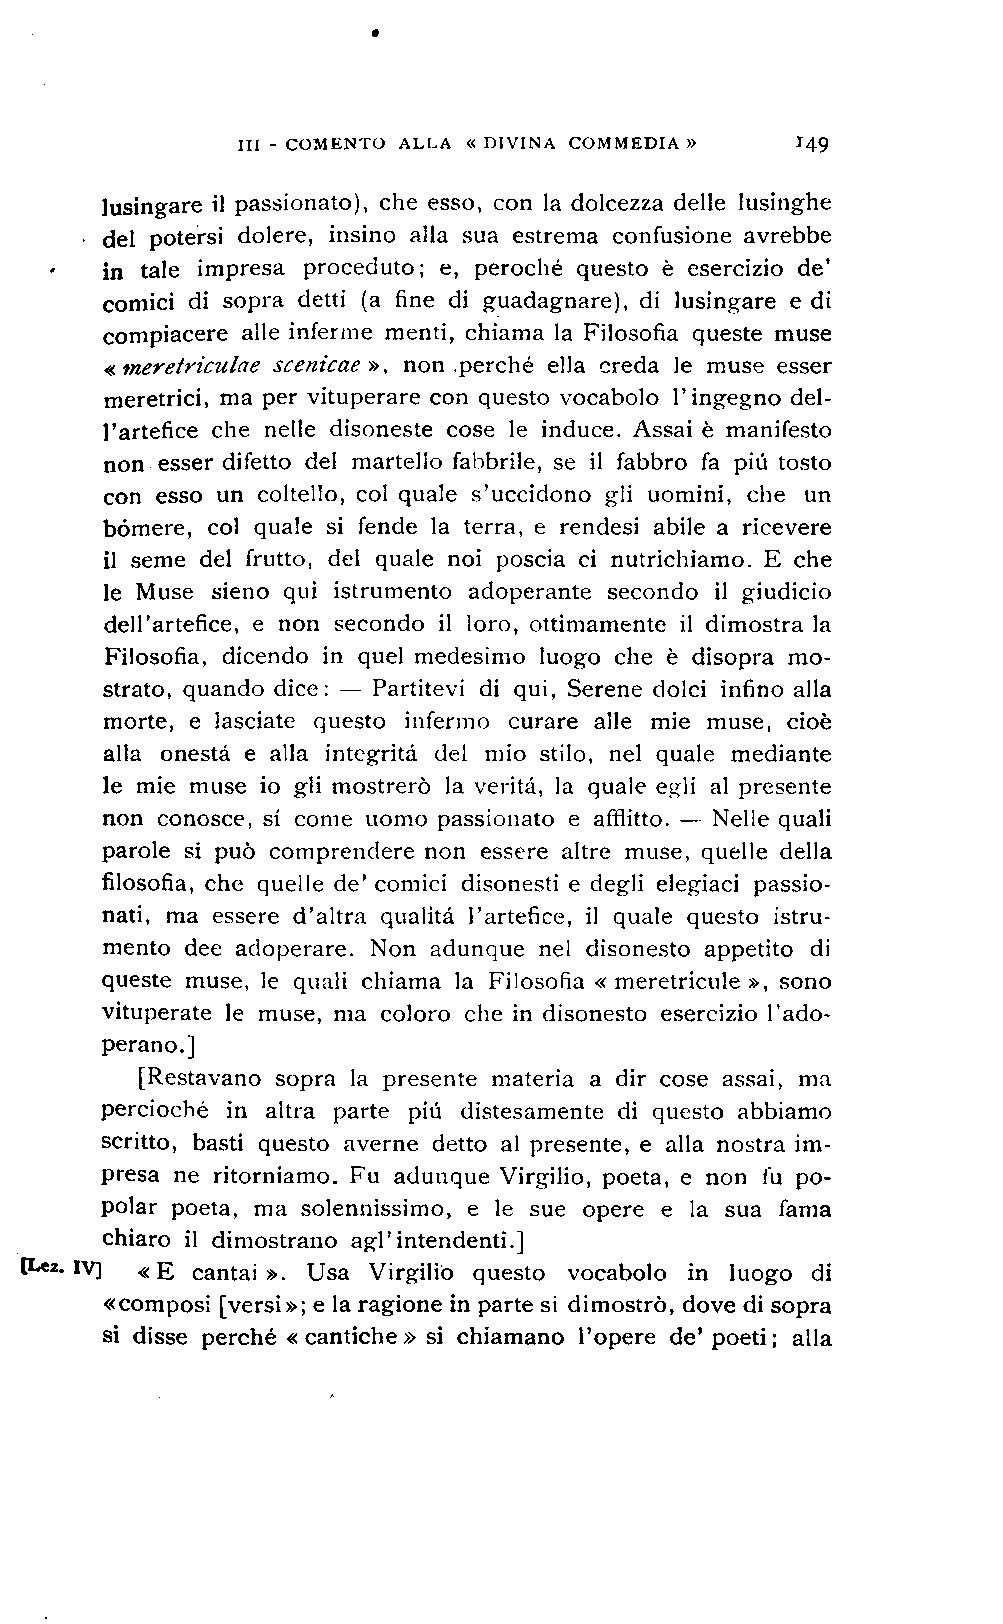 III - COMENTO ALLA « DIVINA COMMEDIA » 149
lusingare il passionato), che esso, con la dolcezza delle lusinghe
del potersi dolere, insino alla sua estrema confusione avrebbe
in tale impresa proceduto; e, peroché questo è esercizio de'
comici di sopra detti (a fine di guadagnare), di lusingare e di
compiacere alle inferme menti, chiama la Filosofia queste muse
« meretriculae scenicae », non perché ella creda le muse esser
meretrici, ma per vituperare con questo vocabolo l'ingegno del-
l'artefice che nelle disoneste cose le induce. Assai è manifesto
non esser difetto del martello fabbrile, se il fabbro fa piú tosto
con esso un coltello, col quale s'uccidono gli uomini, che un
bómere, col quale si fende la terra, e rendesi abile a ricevere
il seme del frutto, del quale noi poscia ci nutrichiamo. E che
le Muse sieno qui istrumento adoperante secondo il giudicio
dell'artefice, e non secondo il loro, ottimamente il dimostra la
Filosofia, dicendo in quel medesimo luogo che è disopra mo-
strato, quando dice: — Partitevi di qui, Serene dolci infino alla
morte, e lasciate questo infermo curare alle mie muse, cioè
alla onestá e alla integritá del mio stilo, nel quale mediante
le mie muse io gli mostrerò la veritá, la quale egli al presente
non conosce, sí come uomo passionato e afflitto. — Nelle quali
parole si può comprendere non essere altre muse, quelle della
filosofia, che quelle de' comici disonesti e degli elegiaci passio-
nati, ma essere d'altra qualitá l'artefice, il quale questo istru-
mento dee adoperare. Non adunque nel disonesto appetito di
queste muse, le quali chiama la Filosofia « meretricule », sono
vituperate le muse, ma coloro che in disonesto esercizio l'ado-
perano.]
[Restavano sopra la presente materia a dir cose assai, ma
percioché in altra parte piú distesamente di questo abbiamo
scritto, basti questo averne detto al presente, e alla nostra im-
presa ne ritorniamo. Fu adunque Virgilio, poeta, e non fu po-
polar poeta, ma solennissimo, e le sue opere e la sua fama
chiaro il dimostrano agl'intendenti.]
[Lez. IV] « E cantai ». Usa Virgilio questo vocabolo in luogo di
«composi [versi»; e la ragione in parte si dimostrò, dove di sopra
si disse perché « cantiche » si chiamano l'opere de' poeti; alla